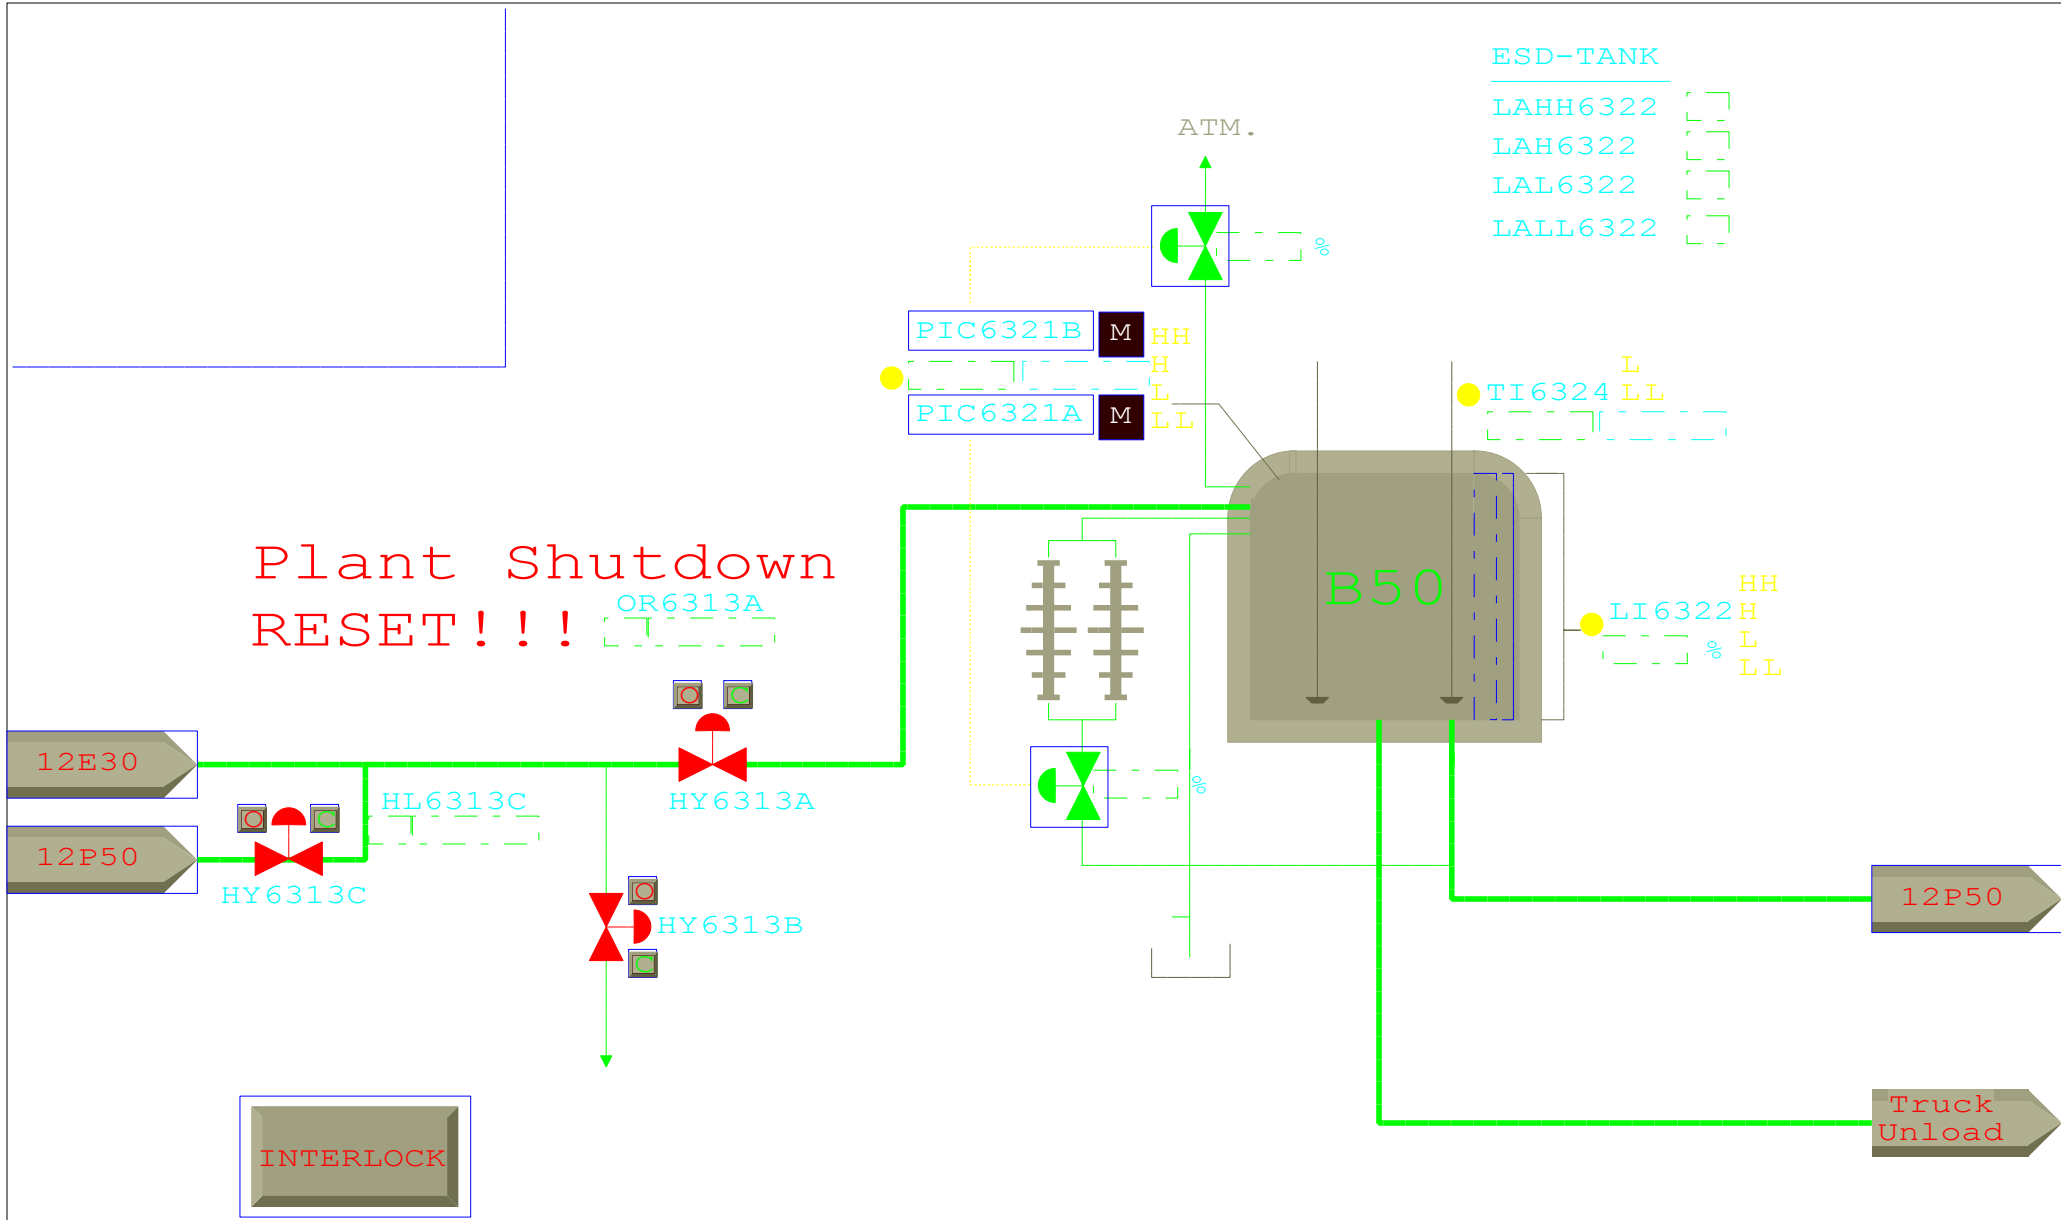 ESD-TANK
LAHH6322
LAH6322
LAL6322
LALL6322
ATM.
%
PIC6321B M HH
H
L
PIC6321A M LL
L
TI6324 LL
Plant Shutdown
RESET!!!
OR6313A
B50
HH
LI6322 H
L
% LL
O C
12E30
HY6313A
%
HL6313C
O C
12P50
HY6313C
O
HY6313B
C
12P50
Truck
Unload
INTERLOCK